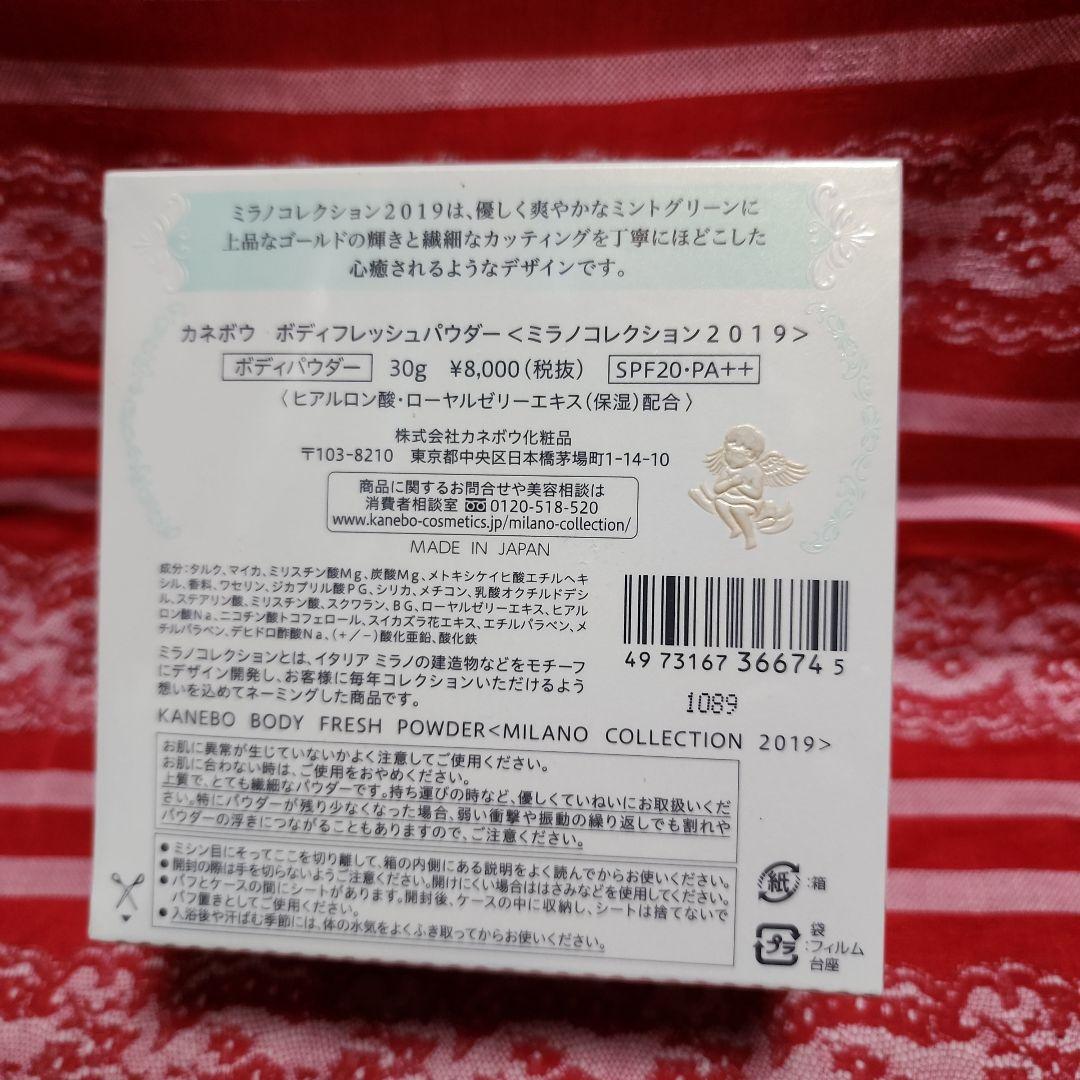 ミラノコレクション2019は、優しく爽やかなミントグリーンに
上品なゴールドの輝きと繊細なカッティングを丁寧にほどこした
心癒されるようなデザインです。
カネボウ ボディフレッシュパウダー＜ミラノコレクション2019＞
ボディパウダー 30g ¥8,000（税抜） SPF20・PA++
〈ヒアルロン酸・ローヤルゼリーエキス（保湿）配合〉
株式会社カネボウ化粧品
〒103-8210 東京都中央区日本橋茅場町1-14-10
商品に関するお問合せや美容相談は
消費者相談室 0120-518-520
www.kanebo-cosmetics.jp/milano-collection/
MADE IN JAPAN
成分：タルク、マイカ、ミリスチン酸Mg、炭酸Mg、メトキシケイヒ酸エチルヘキ
シル、香料、ワセリン、ジカプリル酸PG、シリカ、メチコン、乳酸オクチルドデシ
ル、ステアリン酸、ミリスチン酸、スクワラン、BG、ローヤルゼリーエキス、ヒアル
ロン酸Na、ニコチン酸トコフェロール、スイカズラ花エキス、エチルパラベン、メ
チルパラベン、デヒドロ酢酸Na、（＋／−）酸化亜鉛、酸化鉄
ミラノコレクションとは、イタリア ミラノの建造物などをモチーフ
にデザイン開発し、お客様に毎年コレクションいただけるよう
想いを込めてネーミングした商品です。
4973167366745
1089
KANEBO BODY FRESH POWDER<MILANO COLLECTION 2019>
お肌に異常が生じていないかよく注意してご使用ください。
お肌に合わない時は、ご使用をおやめください。
上質で、とても繊細なパウダーです。持ち運びの時など、優しくていねいにお取扱いくだ
さい。特にパウダーが残り少なくなった場合、弱い衝撃や振動の繰り返しでも割れや
パウダーの浮きにつながることもありますので、ご注意ください。
●ミシン目にそってここを切り離して、箱の内側にある説明をよく読んでからお使いください。
●開封の際は手を切らないようご注意ください。開けにくい場合ははさみなどを使用してください。
●パフとケースの間にシートがあります。開封後、ケースの中に収納し、シートは捨てないで
パフ置きとしてご使用ください。
●入浴後や汗ばむ季節には、体の水気をよくふき取ってからお使いください。
紙 ：箱
プラ ：袋
フィルム
台座